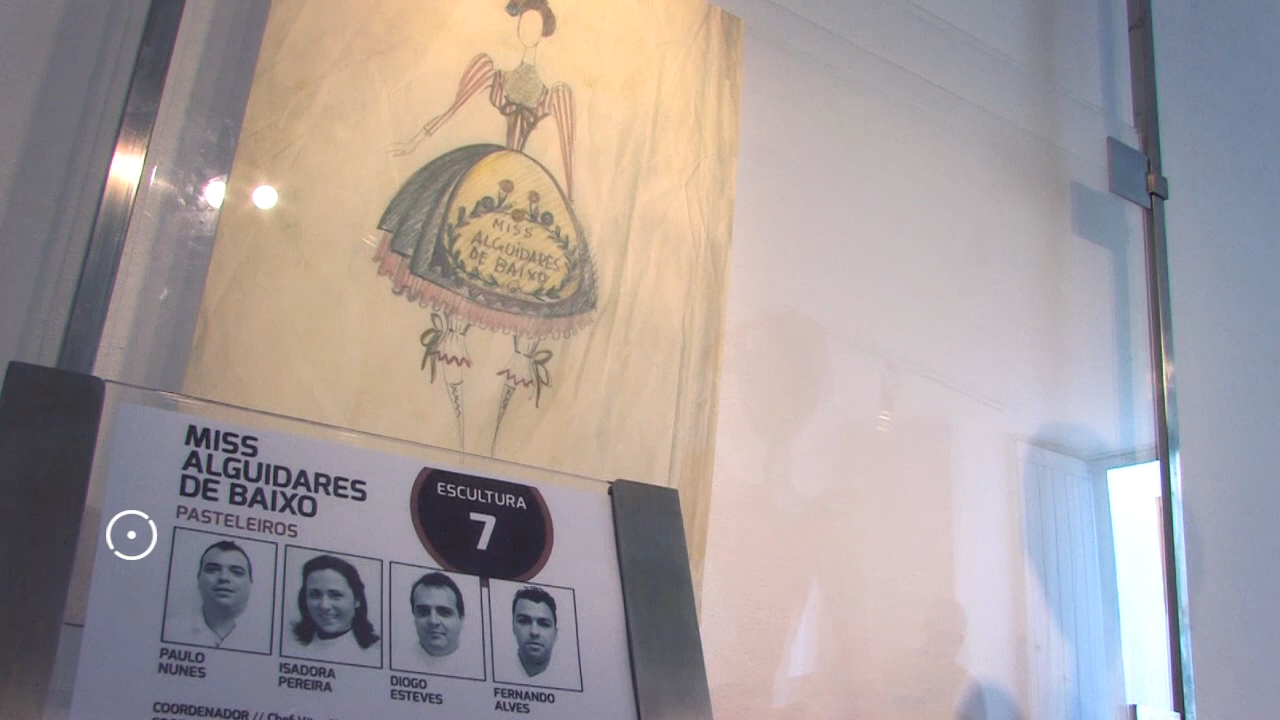 MISS
ALGUIDARES
DE BAIXO
MISS
ALGUIDARES
DE BAIXO
PASTELEIROS
ESCULTURA
7
PAULO
NUNES
ISADORA
PEREIRA
DIOGO
ESTEVES
FERNANDO
ALVES
COORDENADOR // Chef